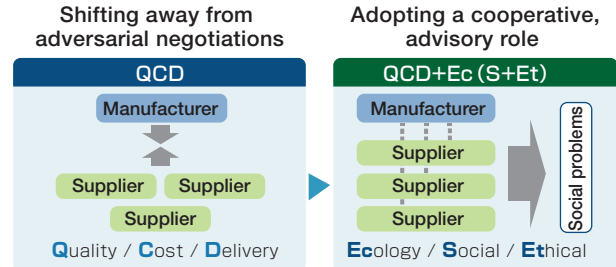 Shifting away from
adversarial negotiations
QCD
Manufacturer
Supplier
Supplier
Supplier
Quality / Cost / Delivery
Adopting a cooperative,
advisory role
QCD+Ec (S+Et)
Manufacturer
Supplier
Supplier
Supplier
Social problems
Ecology / Social / Ethical